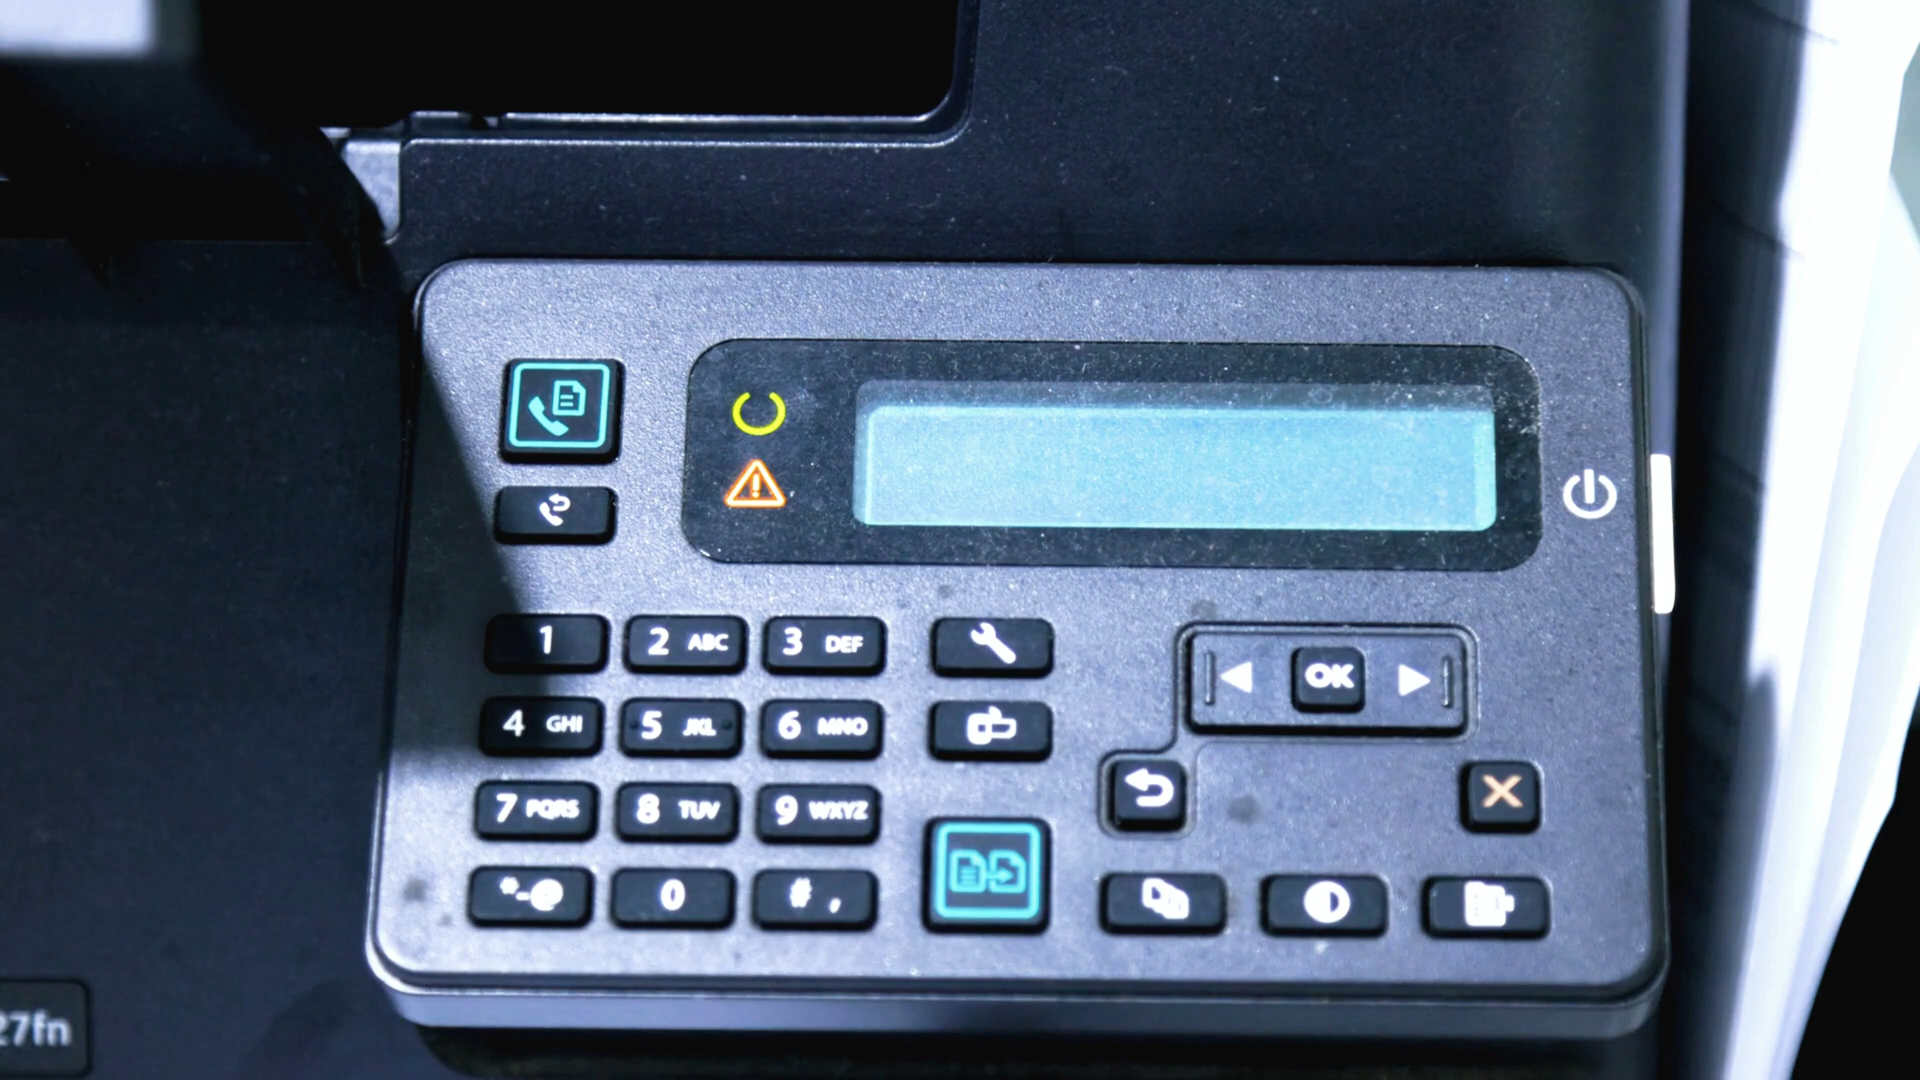 1 2 ABC 3 DEF
OK
4 GHI 5 JKL 6 MNO
7 PQRS 8 TUV 9 WXYZ
*-@ 0 # ,
27fn